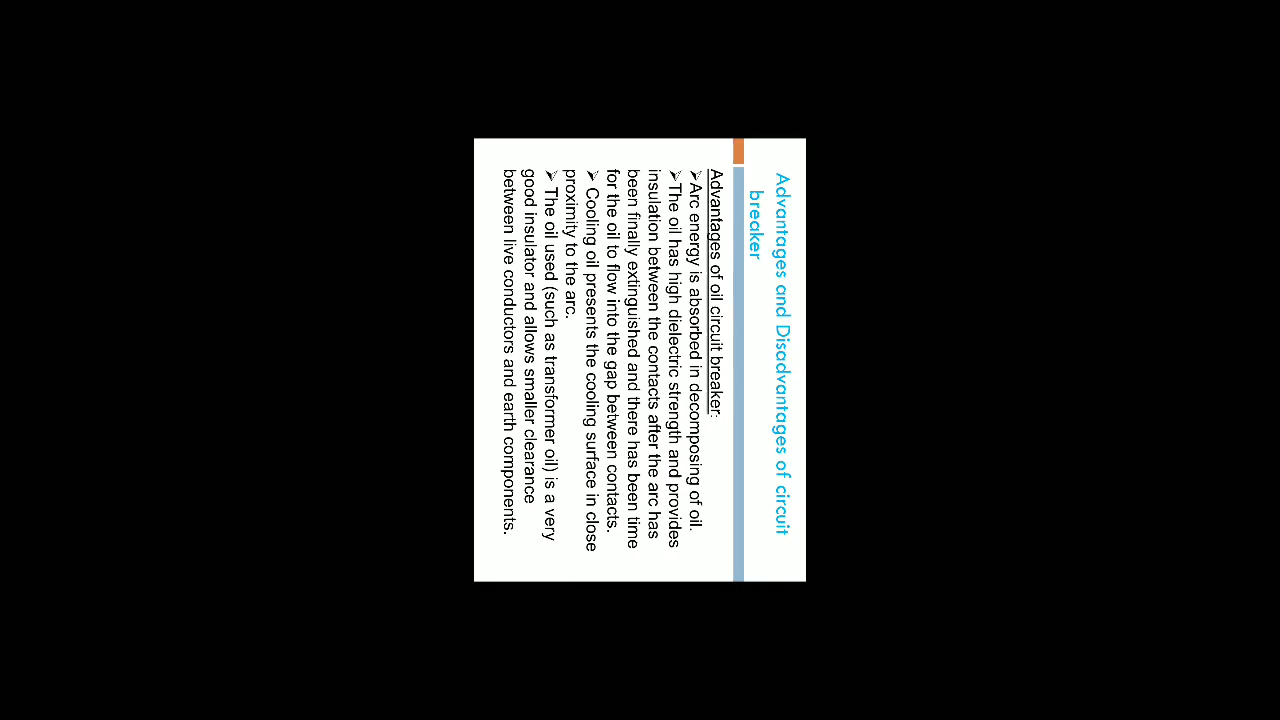 Advantages and Disadvantages of circuit
breaker
Advantages of oil circuit breaker:
➢Arc energy is absorbed in decomposing of oil.
➢The oil has high dielectric strength and provides
insulation between the contacts after the arc has
been finally extinguished and there has been time
for the oil to flow into the gap between contacts.
➢ Cooling oil presents the cooling surface in close
proximity to the arc.
➢ The oil used (such as transformer oil) is a very
good insulator and allows smaller clearance
between live conductors and earth components.